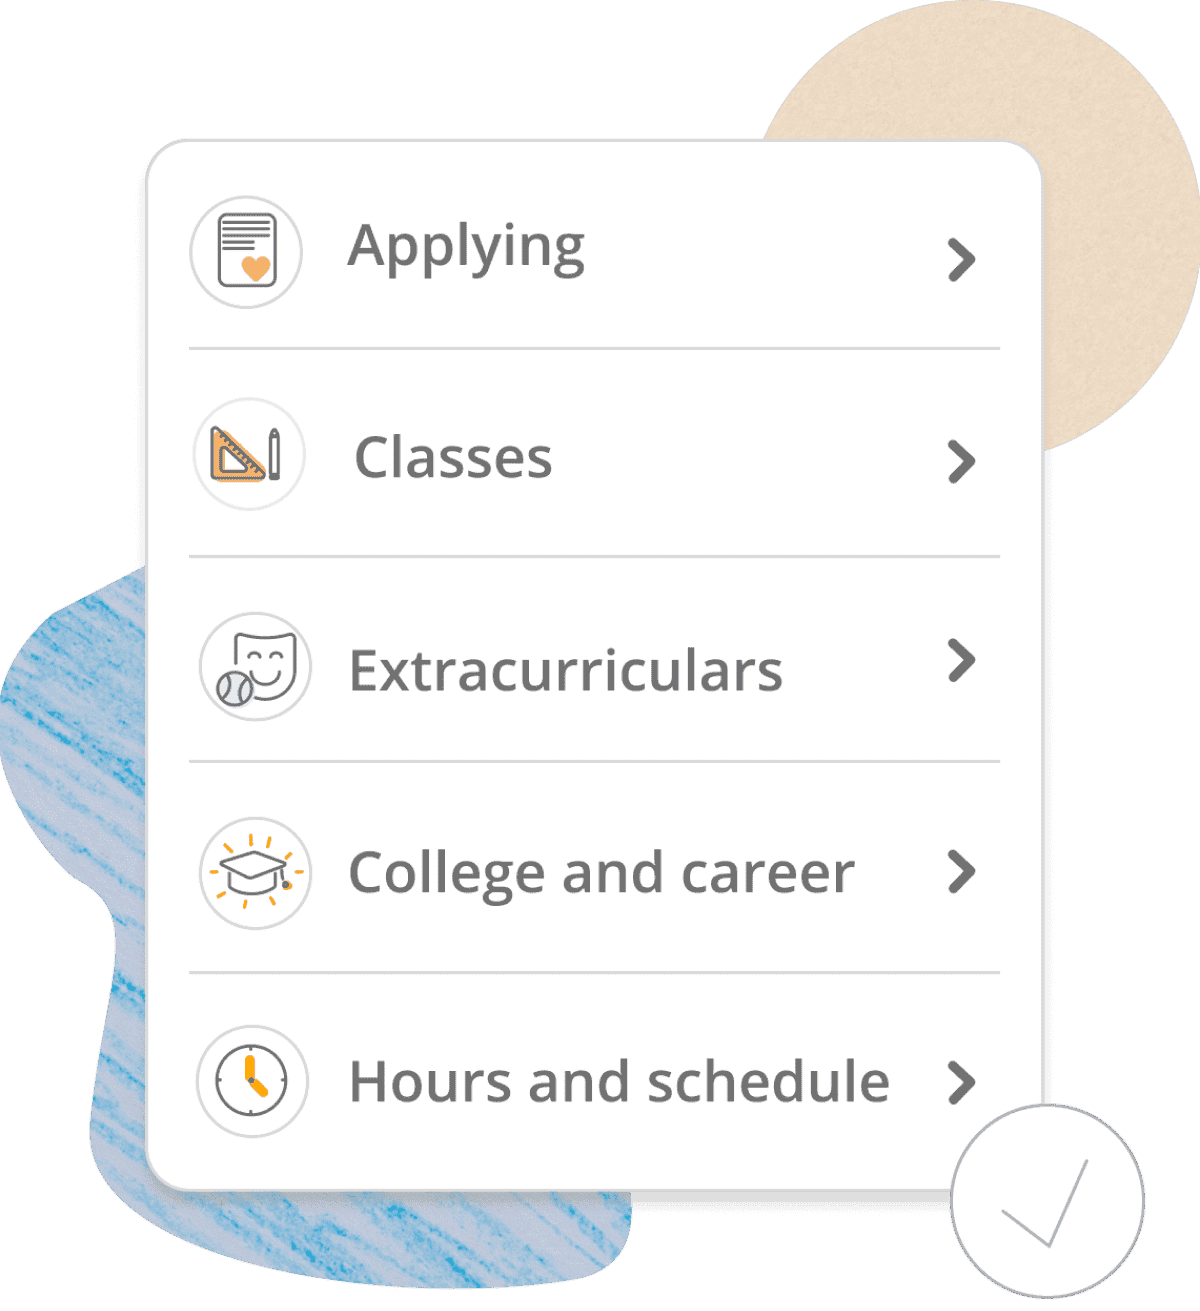 Applying
Classes
Extracurriculars
College and career
Hours and schedule